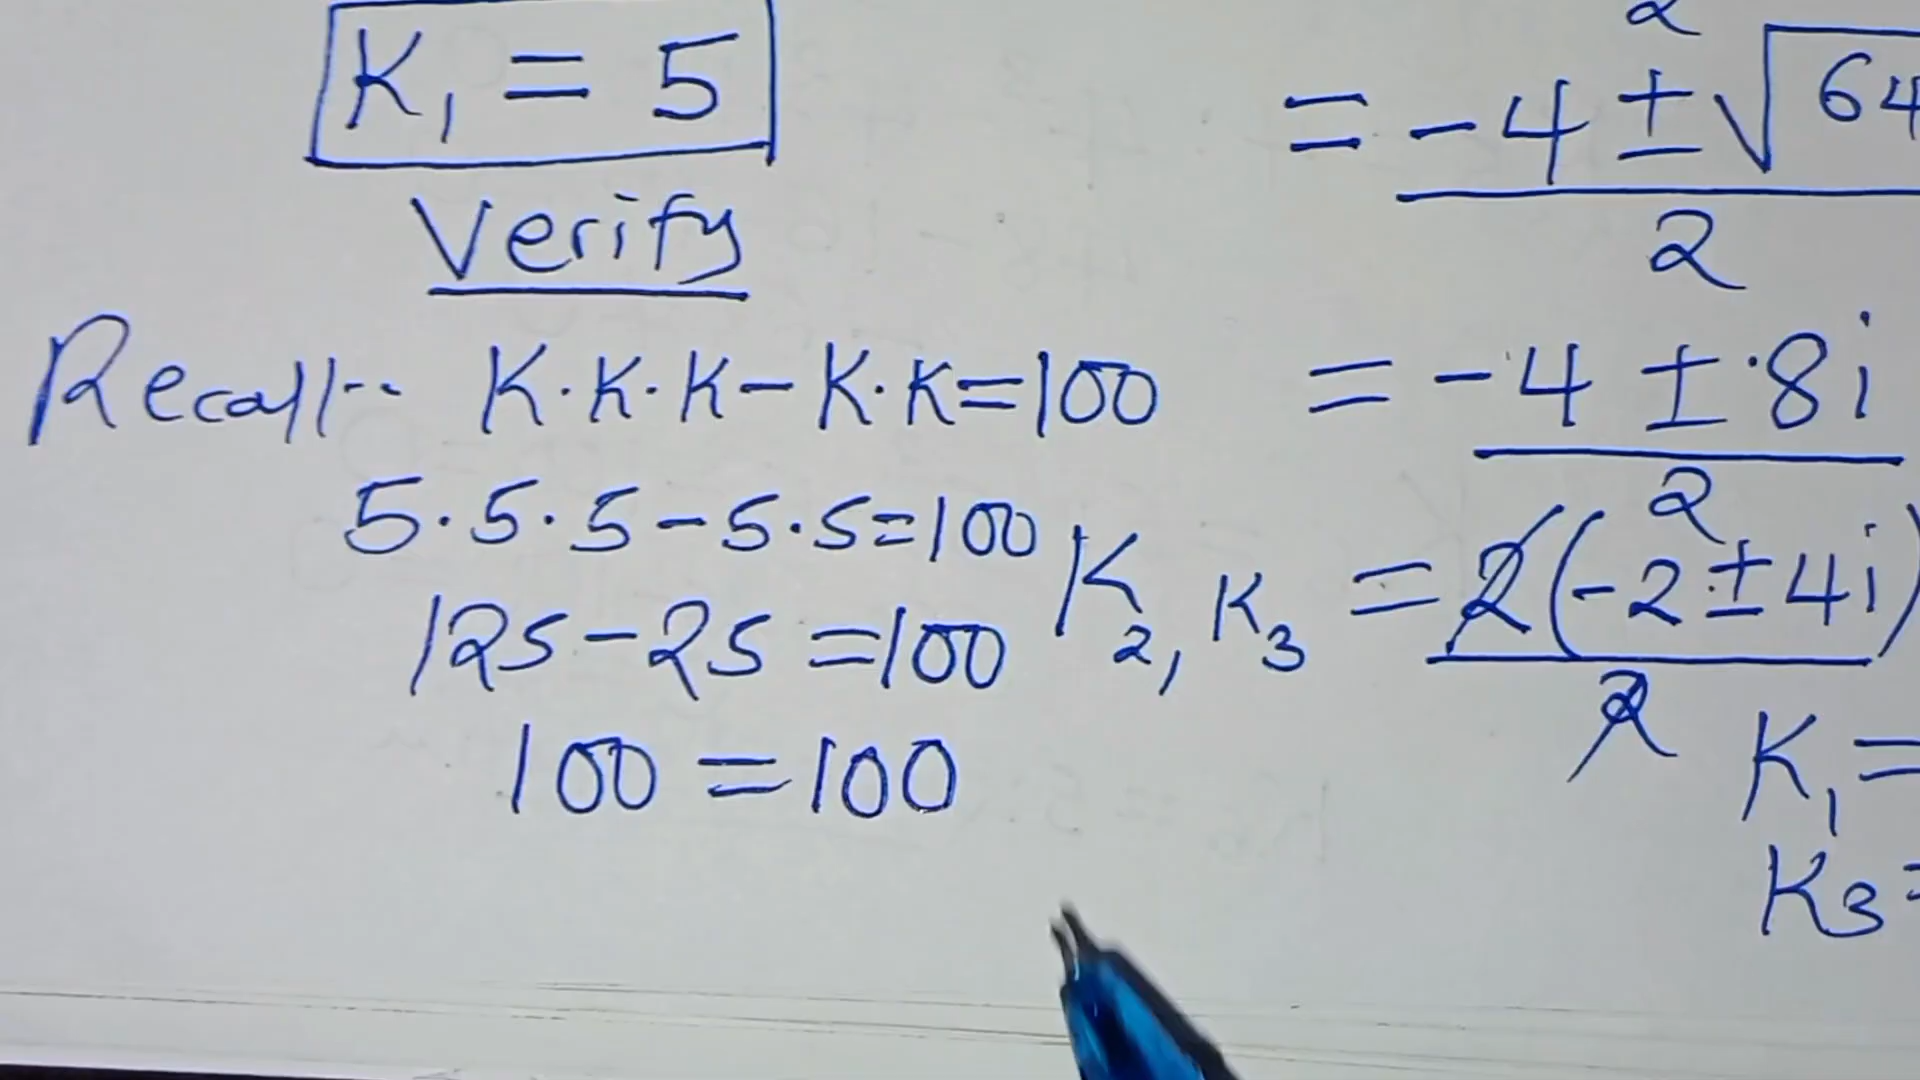 K₁ = 5
Verify
Recall:- K·K·K-K·K=100
5·5·5-5·5=100
125-25=100
100=100
2
= -4±√64
2
= -4±8i
2
K₂,K₃ = 2(-2±4i)
2
K₁=
K₃=